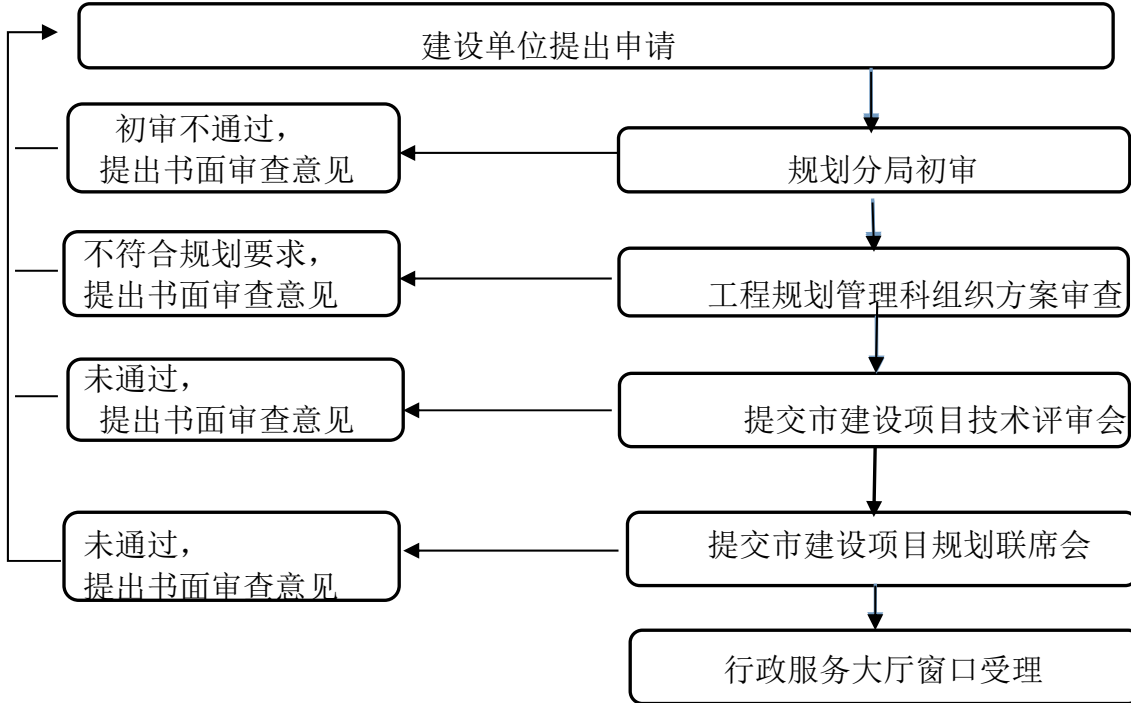 建设单位提出申请
初审不通过，
提出书面审查意见
规划分局初审
不符合规划要求，
提出书面审查意见
工程规划管理科组织方案审查
未通过，
提出书面审查意见
提交市建设项目技术评审会
未通过，
提出书面审查意见
提交市建设项目规划联席会
行政服务大厅窗口受理